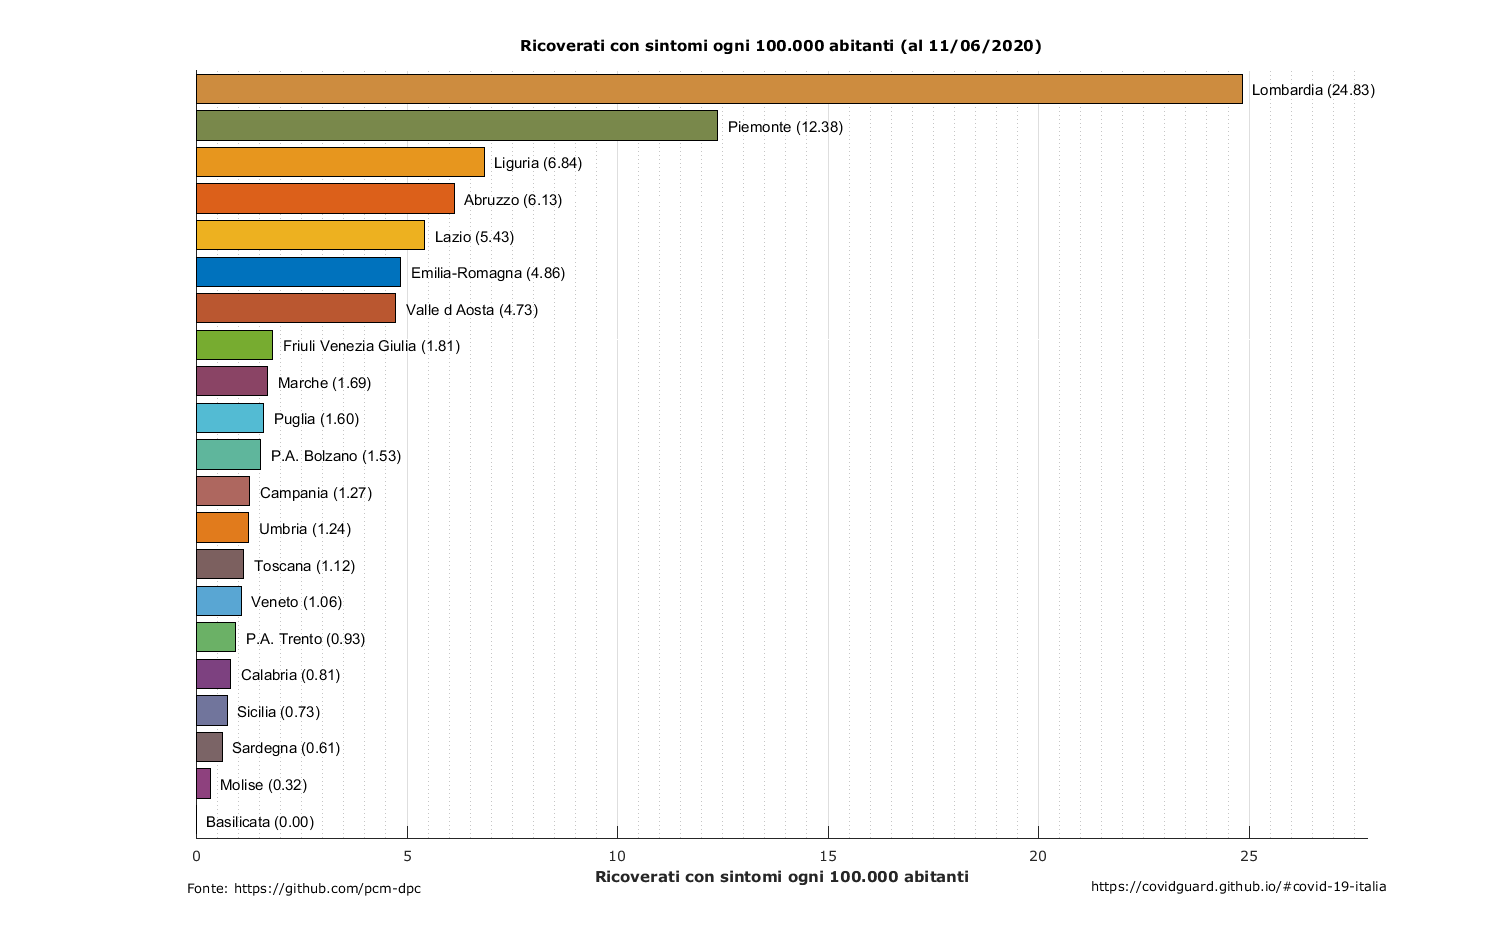 Ricoverati con sintomi ogni 100.000 abitanti (al 11/06/2020)
Lombardia (24.83)
Piemonte (12.38)
Liguria (6.84)
Abruzzo (6.13)
Lazio (5.43)
Emilia-Romagna (4.86)
Valle d Aosta (4.73)
Friuli Venezia Giulia (1.81)
Marche (1.69)
Puglia (1.60)
P.A. Bolzano (1.53)
Campania (1.27)
Umbria (1.24)
Toscana (1.12)
Veneto (1.06)
P.A. Trento (0.93)
Calabria (0.81)
Sicilia (0.73)
Sardegna (0.61)
Molise (0.32)
Basilicata (0.00)
0 5 10 15 20 25
Ricoverati con sintomi ogni 100.000 abitanti
Fonte: https://github.com/pcm-dpc
https://covidguard.github.io/#covid-19-italia